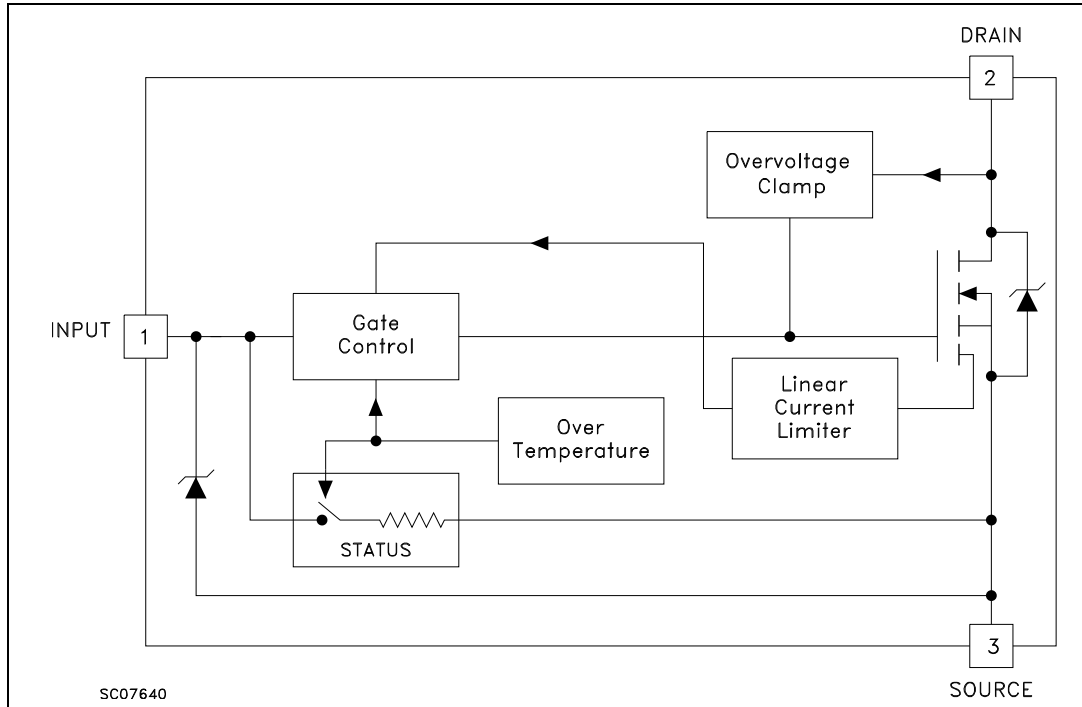 DRAIN
2
Overvoltage
Clamp
INPUT
1
Gate
Control
Linear
Current
Limiter
Over
Temperature
STATUS
3
SC07640
SOURCE